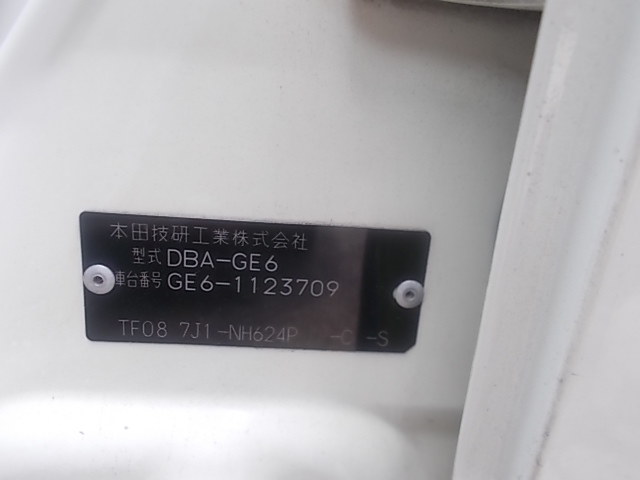 本田技研工業株式会社
型式 DBA-GE6
車台番号 GE6-1123709
TF08 7J1-NH624P -C -S